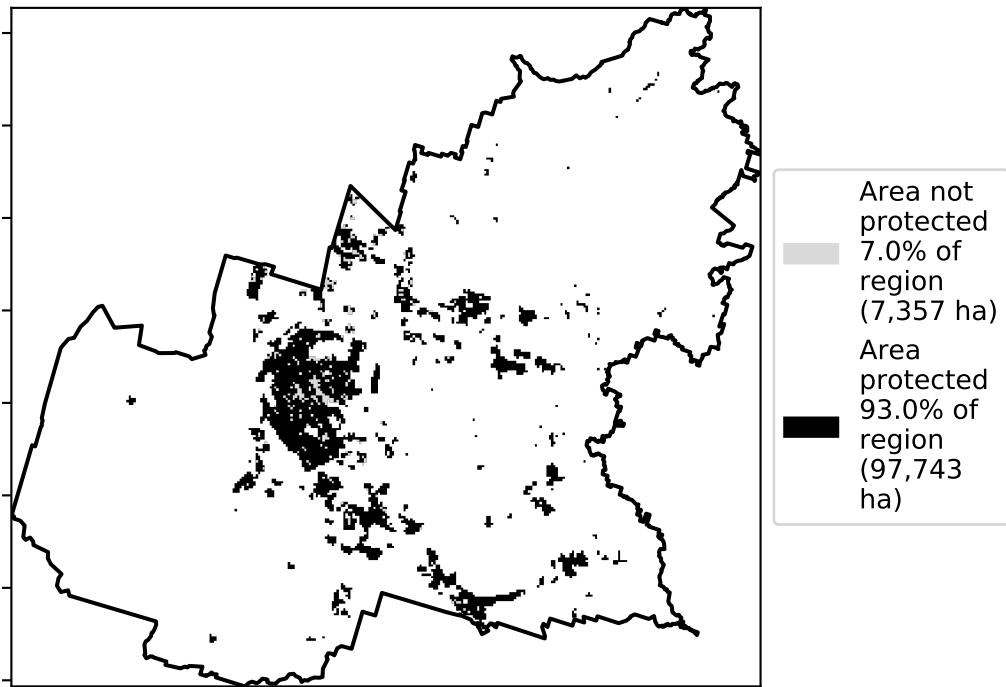 Area not
protected
7.0% of
region
(7,357 ha)
Area
protected
93.0% of
region
(97,743
ha)